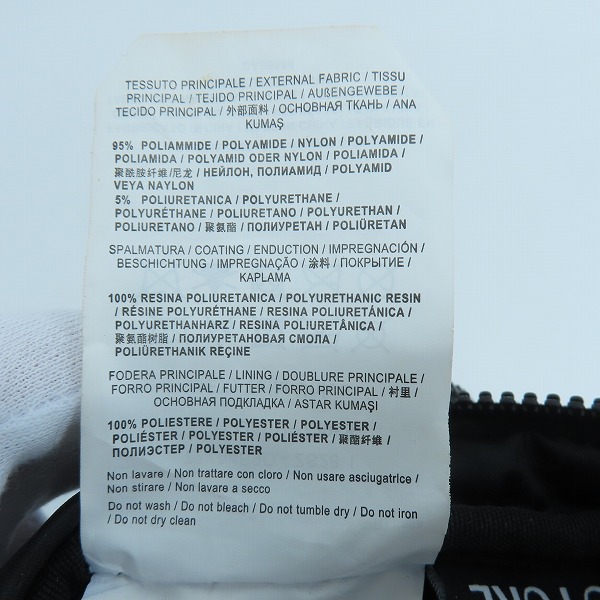 TESSUTO PRINCIPALE / EXTERNAL FABRIC / TISSU
PRINCIPAL / TEJIDO PRINCIPAL / AUßENGEWEBE /
TECIDO PRINCIPAL / 外部面料 / ОСНОВНАЯ ТКАНЬ / ANA
KUMAŞ
95% POLIAMMIDE / POLYAMIDE / NYLON / POLYAMIDE /
POLIAMIDA / POLYAMID ODER NYLON / POLIAMIDA /
聚酰胺纤维/尼龙 / НЕЙЛОН, ПОЛИАМИД / POLYAMID
VEYA NAYLON
5% POLIURETANICA / POLYURETHANE /
POLYURÉTHANE / POLIURETANO / POLYURETHAN /
POLIURETANO / 聚氨酯 / ПОЛИУРЕТАН / POLIÜRETAN
SPALMATURA / COATING / ENDUCTION / IMPREGNACIÓN /
BESCHICHTUNG / IMPREGNAÇÃO / 涂料 / ПОКРЫТИЕ /
KAPLAMA
100% RESINA POLIURETANICA / POLYURETHANIC RESIN
/ RÉSINE POLYURÉTHANE / RESINA POLIURETÁNICA /
POLYURETHANHARZ / RESINA POLIURETÂNICA /
聚氨酯树脂 / ПОЛИУРЕТАНОВАЯ СМОЛА /
POLIÜRETHANIK REÇINE
FODERA PRINCIPALE / LINING / DOUBLURE PRINCIPALE /
FORRO PRINCIPAL / FUTTER / FORRO PRINCIPAL / 衬里 /
ОСНОВНАЯ ПОДКЛАДКА / ASTAR KUMAŞI
100% POLIESTERE / POLYESTER / POLYESTER /
POLIÉSTER / POLYESTER / POLIÉSTER / 聚酯纤维 /
ПОЛИЭСТЕР / POLYESTER
Non lavare / Non trattare con cloro / Non usare asciugatrice /
Non stirare / Non lavare a secco
Do not wash / Do not bleach / Do not tumble dry / Do not iron
/ Do not dry clean